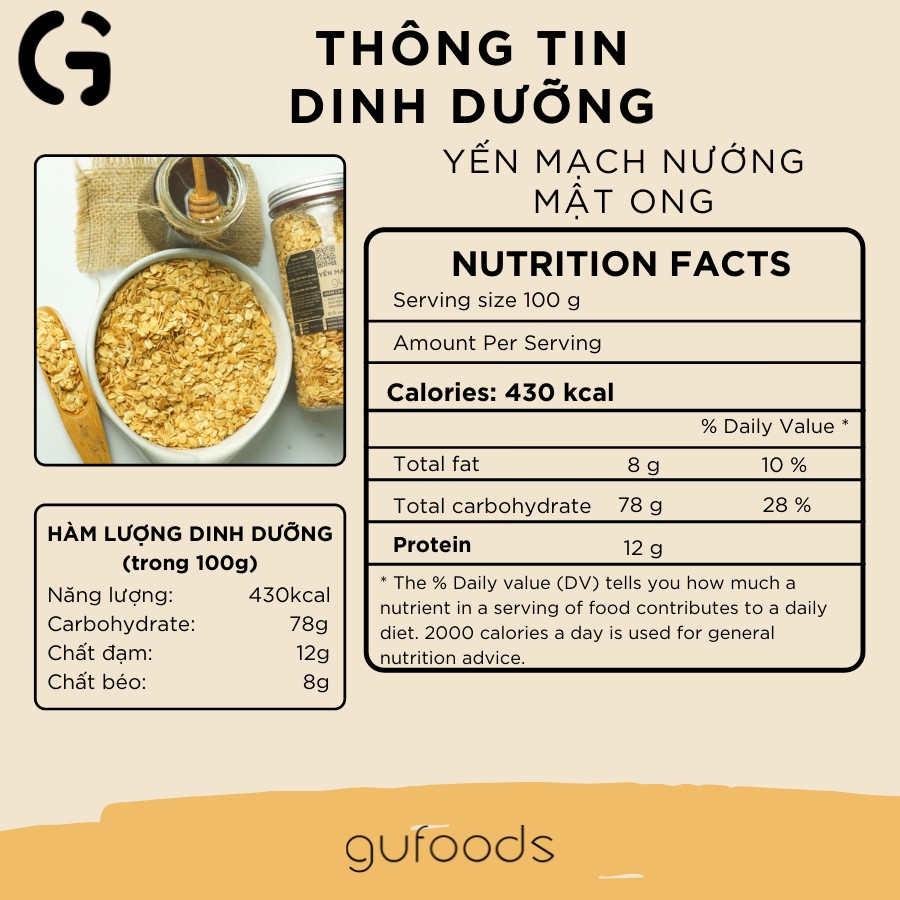 THÔNG TIN
DINH DƯỠNG
YẾN MẠCH NƯỚNG
MẬT ONG
NUTRITION FACTS
Serving size 100 g
Amount Per Serving
Calories: 430 kcal
% Daily Value *
Total fat 8 g 10 %
Total carbohydrate 78 g 28 %
Protein 12 g
* The % Daily value (DV) tells you how much a
nutrient in a serving of food contributes to a daily
diet. 2000 calories a day is used for general
nutrition advice.
HÀM LƯỢNG DINH DƯỠNG
(trong 100g)
Năng lượng: 430kcal
Carbohydrate: 78g
Chất đạm: 12g
Chất béo: 8g
gufoods